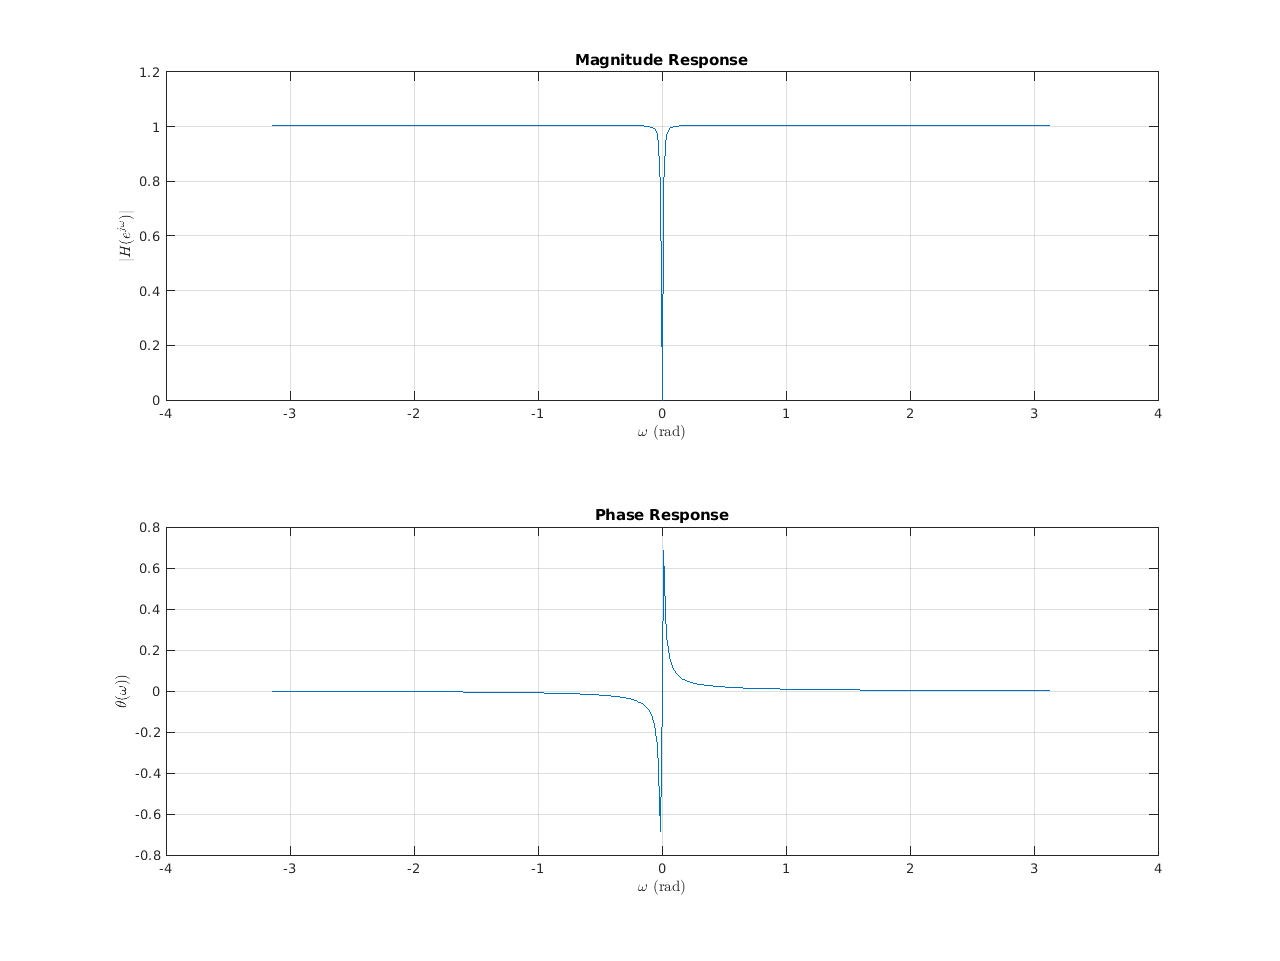 Magnitude Response
1.2
1
0.8
0.6
0.4
0.2
0
|H(e^{jω})|
-4 -3 -2 -1 0 1 2 3 4
ω (rad)
Phase Response
0.8
0.6
0.4
0.2
0
-0.2
-0.4
-0.6
-0.8
θ(ω))
-4 -3 -2 -1 0 1 2 3 4
ω (rad)